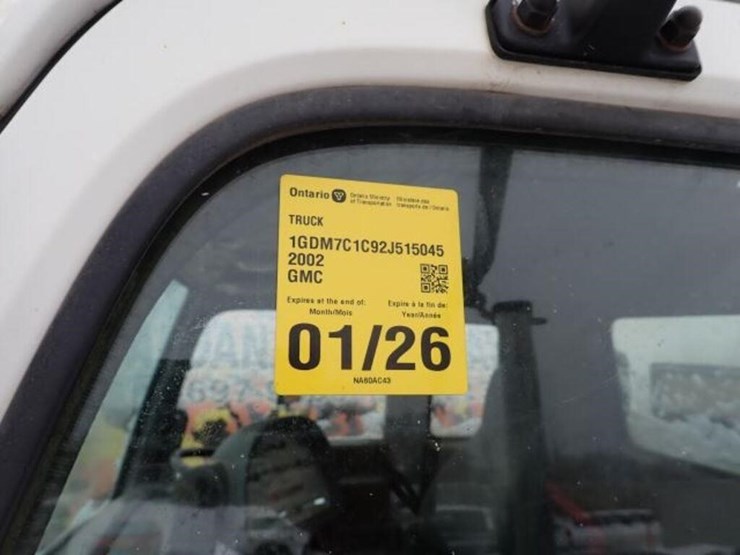 Ontario Ontario Ministry Ministère des
of Transportation transports de l'Ontario
TRUCK
1GDM7C1C92J515045
2002
GMC
Expires at the end of: Expire à la fin de:
Month/Mois Year/Année
01/26
NA60AC43